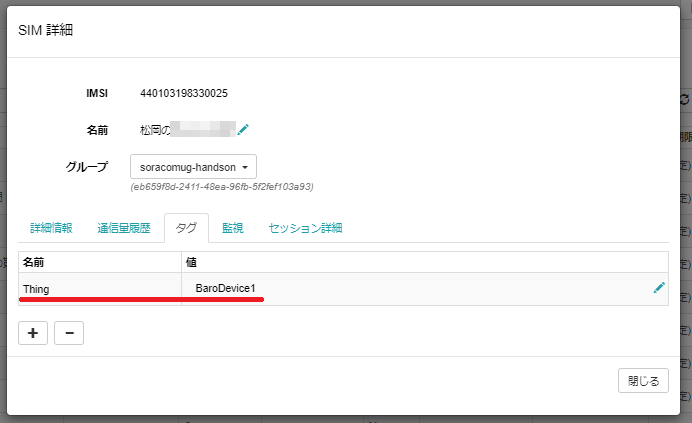 SIM 詳細
IMSI 440103198330025
名前 松岡の
グループ soracomug-handson
(eb659f8d-2411-48ea-96fb-5f2fef103a93)
詳細情報 通信量履歴 タグ 監視 セッション詳細
名前 値
Thing BaroDevice1
+ −
閉じる